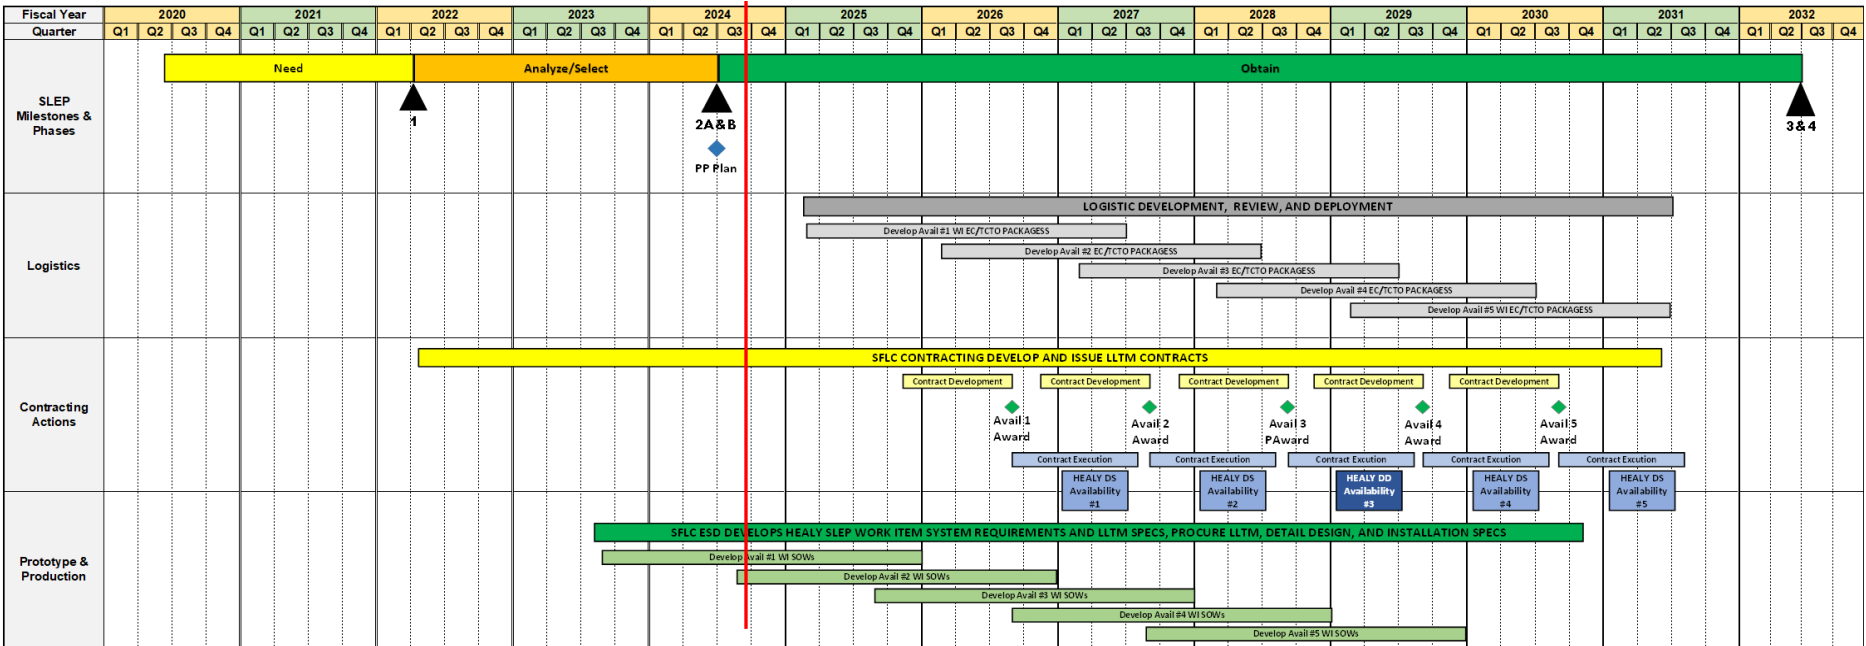 Fiscal Year 2020 2021 2022 2023 2024 2025 2026 2027 2028 2029 2030 2031 2032
Quarter Q1 Q2 Q3 Q4 Q1 Q2 Q3 Q4 Q1 Q2 Q3 Q4 Q1 Q2 Q3 Q4 Q1 Q2 Q3 Q4 Q1 Q2 Q3 Q4 Q1 Q2 Q3 Q4 Q1 Q2 Q3 Q4 Q1 Q2 Q3 Q4 Q1 Q2 Q3 Q4 Q1 Q2 Q3 Q4 Q1 Q2 Q3 Q4 Q1 Q2 Q3 Q4
SLEP
Milestones &
Phases
Need Analyze/Select Obtain
1
2A & B
3 & 4
PP Plan
Logistics
LOGISTIC DEVELOPMENT, REVIEW, AND DEPLOYMENT
Develop Avail #1 WI EC/TCTO PACKAGESS
Develop Avail #2 EC/TCTO PACKAGESS
Develop Avail #3 EC/TCTO PACKAGESS
Develop Avail #4 EC/TCTO PACKAGESS
Develop Avail #5 WI EC/TCTO PACKAGESS
Contracting
Actions
SFLC CONTRACTING DEVELOP AND ISSUE LLTM CONTRACTS
Contract Development Contract Development Contract Development Contract Development Contract Development
Avail 1
Award
Avail 2
Award
Avail 3
PAward
Avail 4
Award
Avail 5
Award
Contract Execution Contract Excution Contract Excution Contract Excution Contract Excution
HEALY DS
Availability
#1
HEALY DS
Availability
#2
HEALY DD
Availability
#3
HEALY DS
Availability
#4
HEALY DS
Availability
#5
Prototype &
Production
SFLC ESD DEVELOPS HEALY SLEP WORK ITEM SYSTEM REQUIREMENTS AND LLTM SPECS, PROCURE LLTM, DETAIL DESIGN, AND INSTALLATION SPECS
Develop Avail #1 WI SOWs
Develop Avail #2 WI SOWs
Develop Avail #3 WI SOWs
Develop Avail #4 WI SOWs
Develop Avail #5 WI SOWs